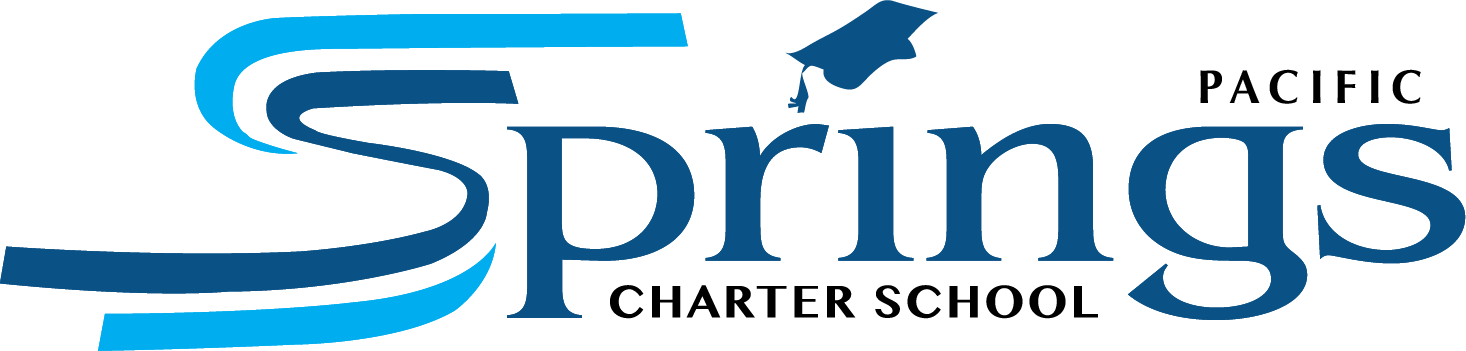 PACIFIC
Springs
CHARTER SCHOOL